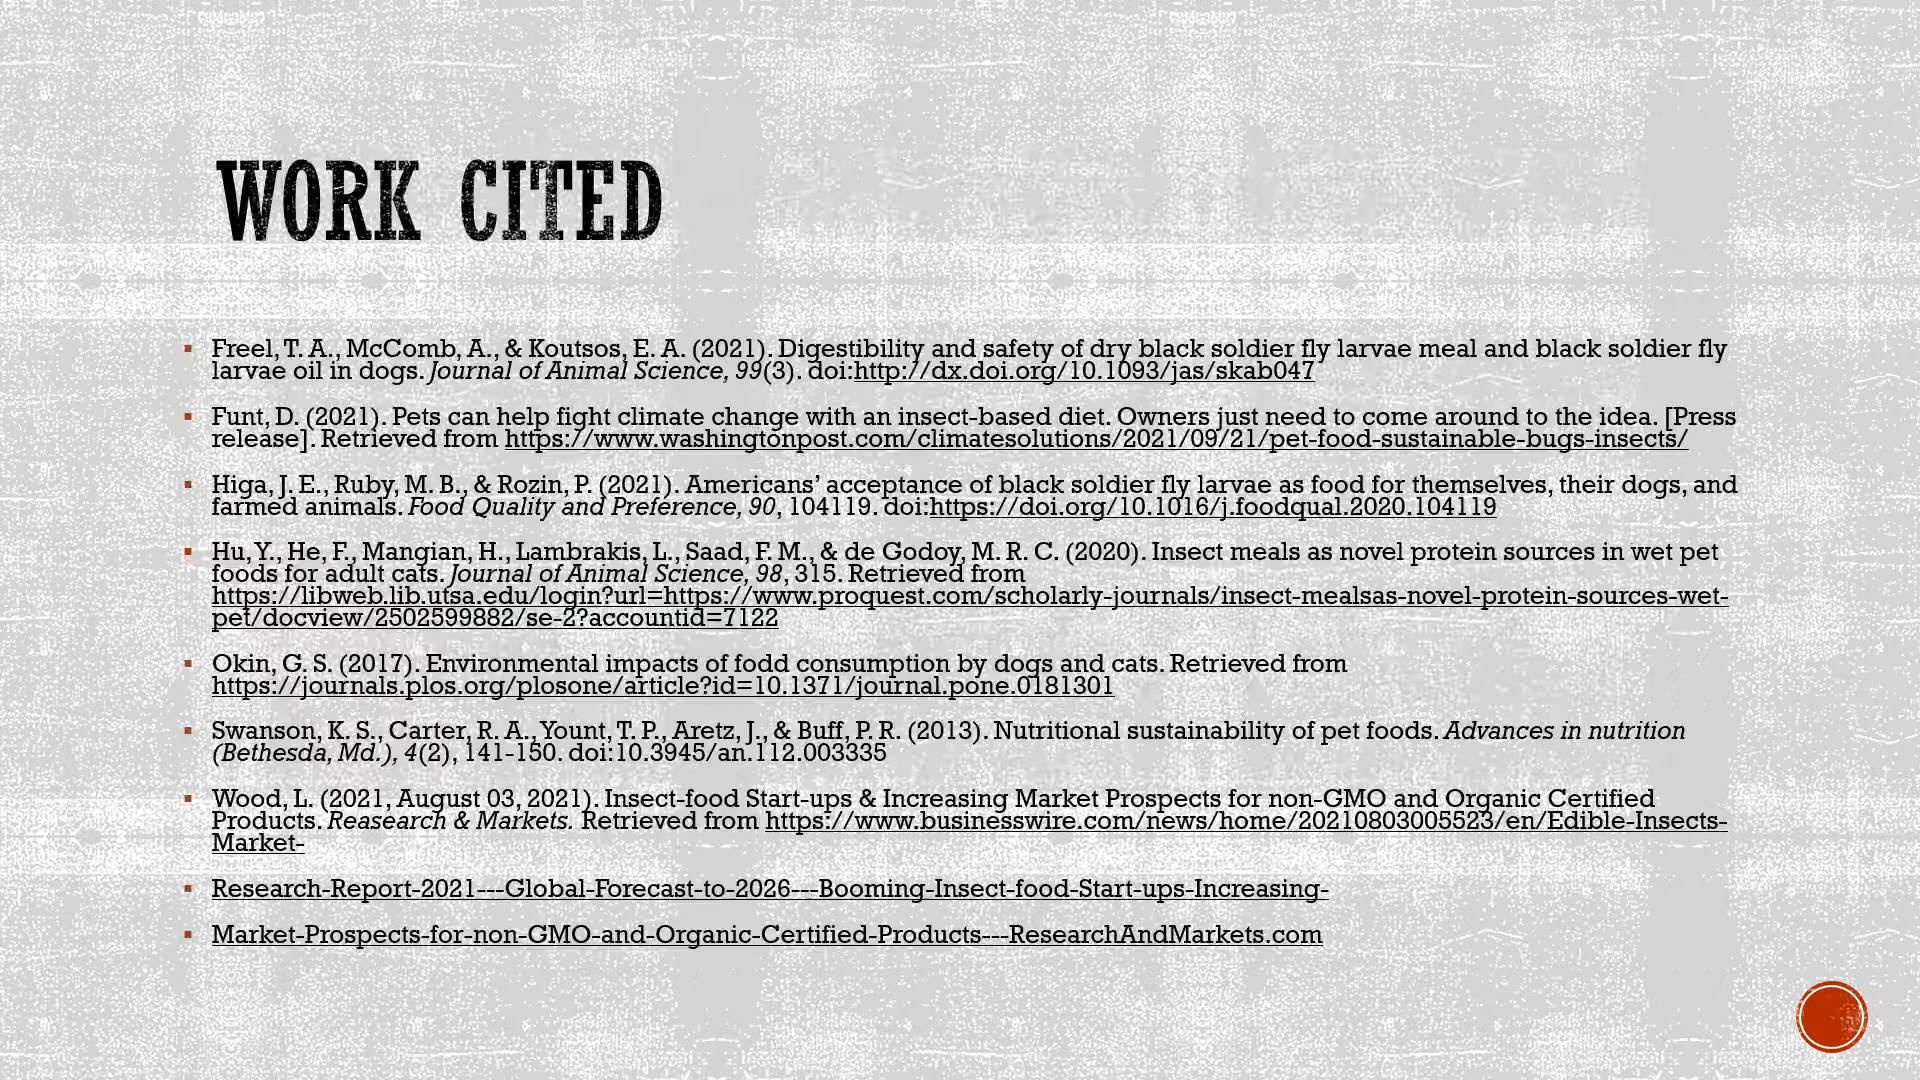 WORK CITED
Freel, T. A., McComb, A., & Koutsos, E. A. (2021). Digestibility and safety of dry black soldier fly larvae meal and black soldier fly
larvae oil in dogs. Journal of Animal Science, 99(3). doi:http://dx.doi.org/10.1093/jas/skab047
Funt, D. (2021). Pets can help fight climate change with an insect-based diet. Owners just need to come around to the idea. [Press
release]. Retrieved from https://www.washingtonpost.com/climatesolutions/2021/09/21/pet-food-sustainable-bugs-insects/
Higa, J. E., Ruby, M. B., & Rozin, P. (2021). Americans’ acceptance of black soldier fly larvae as food for themselves, their dogs, and
farmed animals. Food Quality and Preference, 90, 104119. doi:https://doi.org/10.1016/j.foodqual.2020.104119
Hu, Y., He, F., Mangian, H., Lambrakis, L., Saad, F. M., & de Godoy, M. R. C. (2020). Insect meals as novel protein sources in wet pet
foods for adult cats. Journal of Animal Science, 98, 315. Retrieved from
https://libweb.lib.utsa.edu/login?url=https://www.proquest.com/scholarly-journals/insect-mealsas-novel-protein-sources-wet-
pet/docview/2502599882/se-2?accountid=7122
Okin, G. S. (2017). Environmental impacts of fodd consumption by dogs and cats. Retrieved from
https://journals.plos.org/plosone/article?id=10.1371/journal.pone.0181301
Swanson, K. S., Carter, R. A., Yount, T. P., Aretz, J., & Buff, P. R. (2013). Nutritional sustainability of pet foods. Advances in nutrition
(Bethesda, Md.), 4(2), 141-150. doi:10.3945/an.112.003335
Wood, L. (2021, August 03, 2021). Insect-food Start-ups & Increasing Market Prospects for non-GMO and Organic Certified
Products. Reasearch & Markets. Retrieved from https://www.businesswire.com/news/home/20210803005523/en/Edible-Insects-
Market-
Research-Report-2021---Global-Forecast-to-2026---Booming-Insect-food-Start-ups-Increasing-
Market-Prospects-for-non-GMO-and-Organic-Certified-Products---ResearchAndMarkets.com